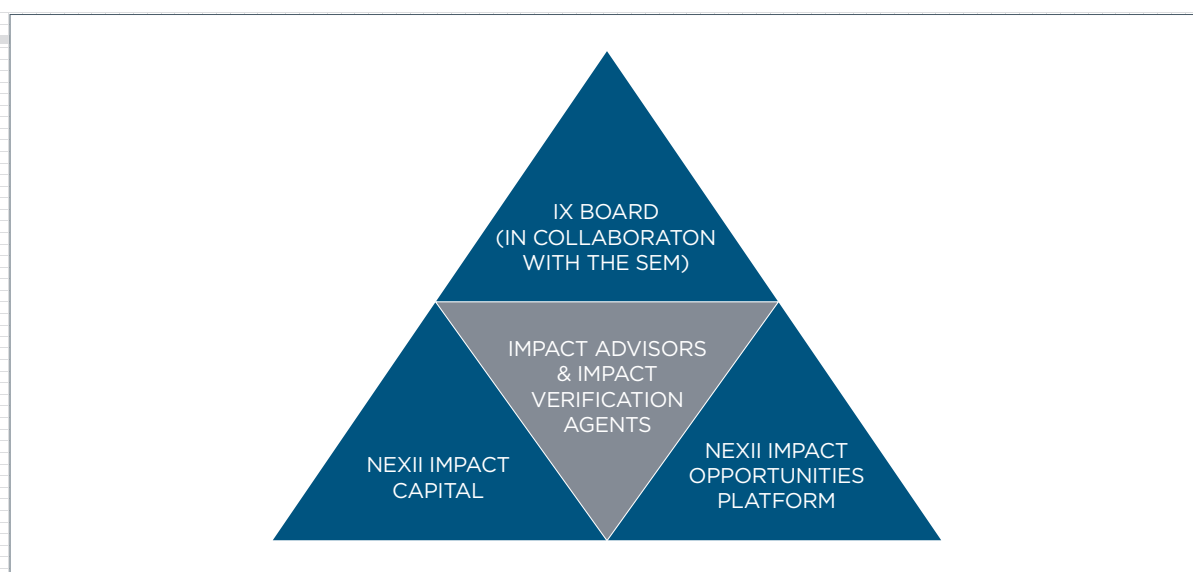 IX BOARD
(IN COLLABORATON
WITH THE SEM)
IMPACT ADVISORS
& IMPACT
VERIFICATION
AGENTS
NEXII IMPACT
CAPITAL
NEXII IMPACT
OPPORTUNITIES
PLATFORM